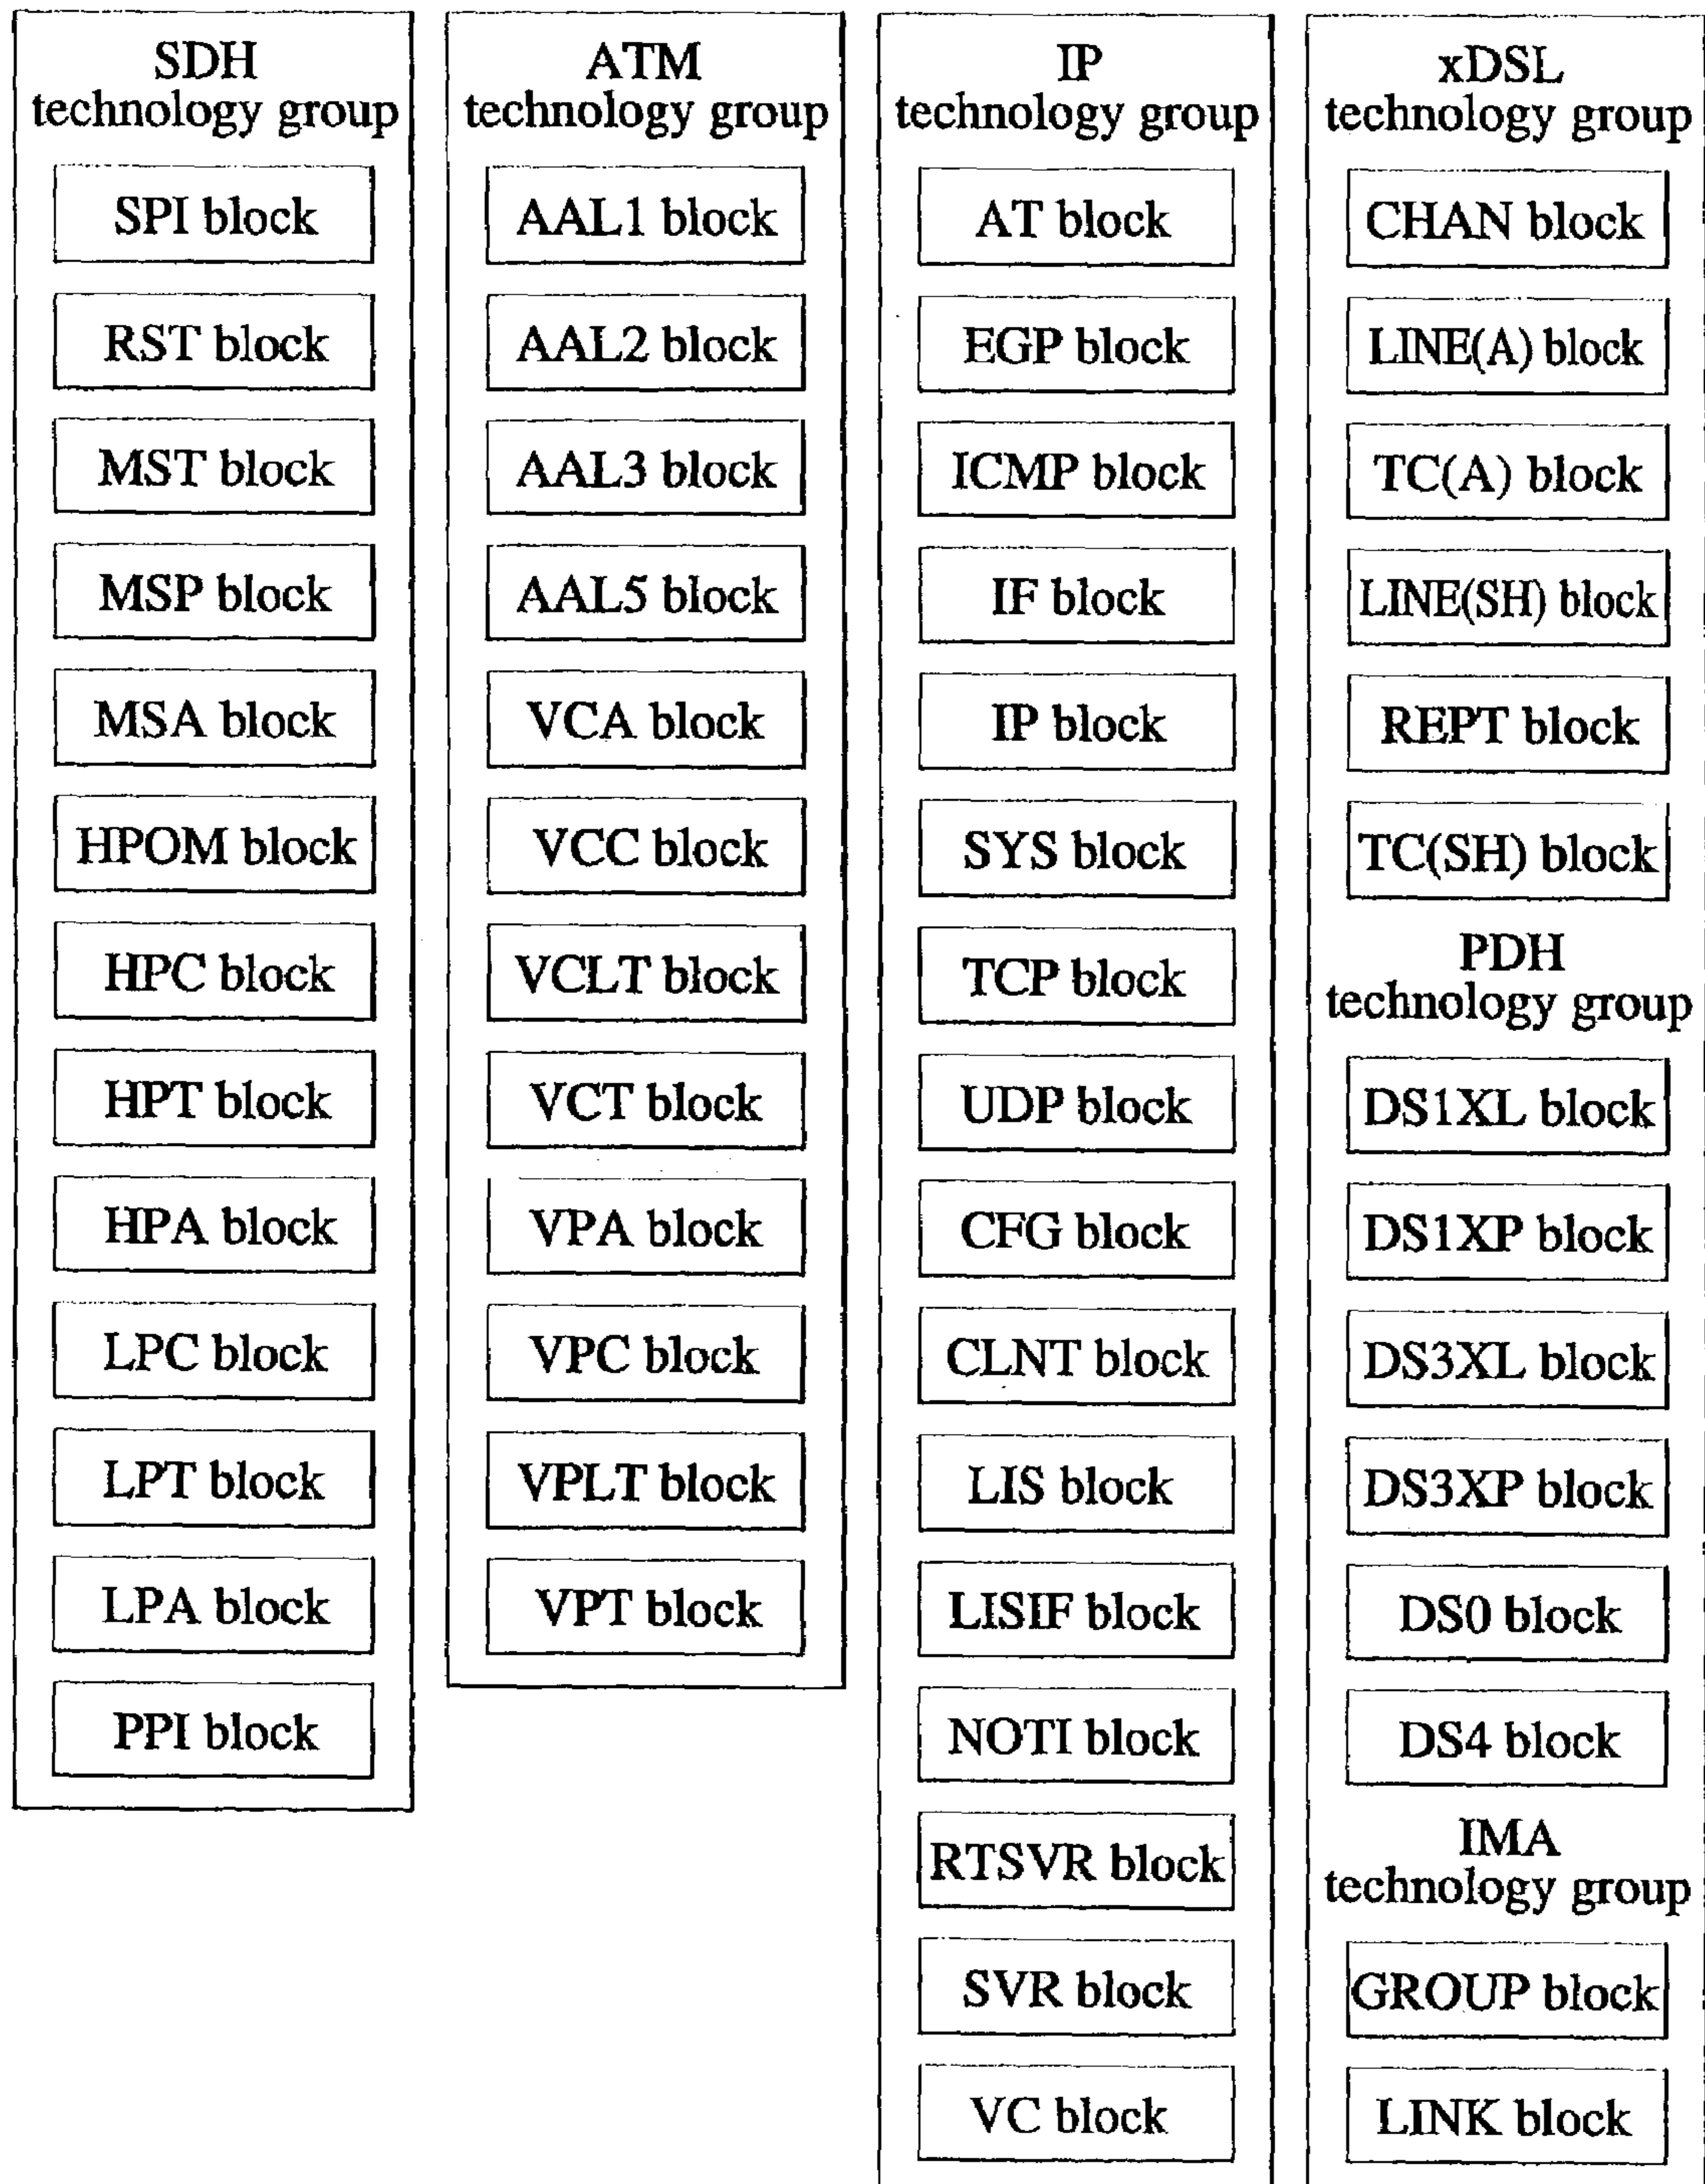 SDH
technology group
SPI block
RST block
MST block
MSP block
MSA block
HPOM block
HPC block
HPT block
HPA block
LPC block
LPT block
LPA block
PPI block
ATM
technology group
AAL1 block
AAL2 block
AAL3 block
AAL5 block
VCA block
VCC block
VCLT block
VCT block
VPA block
VPC block
VPLT block
VPT block
IP
technology group
AT block
EGP block
ICMP block
IF block
IP block
SYS block
TCP block
UDP block
CFG block
CLNT block
LIS block
LISIF block
NOTI block
RTSVR block
SVR block
VC block
xDSL
technology group
CHAN block
LINE(A) block
TC(A) block
LINE(SH) block
REPT block
TC(SH) block
PDH
technology group
DS1XL block
DS1XP block
DS3XL block
DS3XP block
DS0 block
DS4 block
IMA
technology group
GROUP block
LINK block